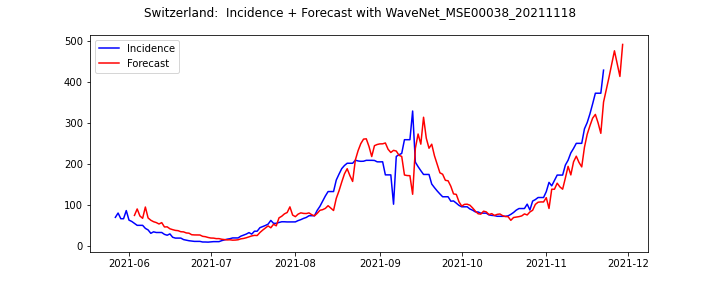 Switzerland:  Incidence + Forecast with WaveNet_MSE00038_20211118
500
400
300
200
100
0
Incidence
Forecast
2021-06 2021-07 2021-08 2021-09 2021-10 2021-11 2021-12